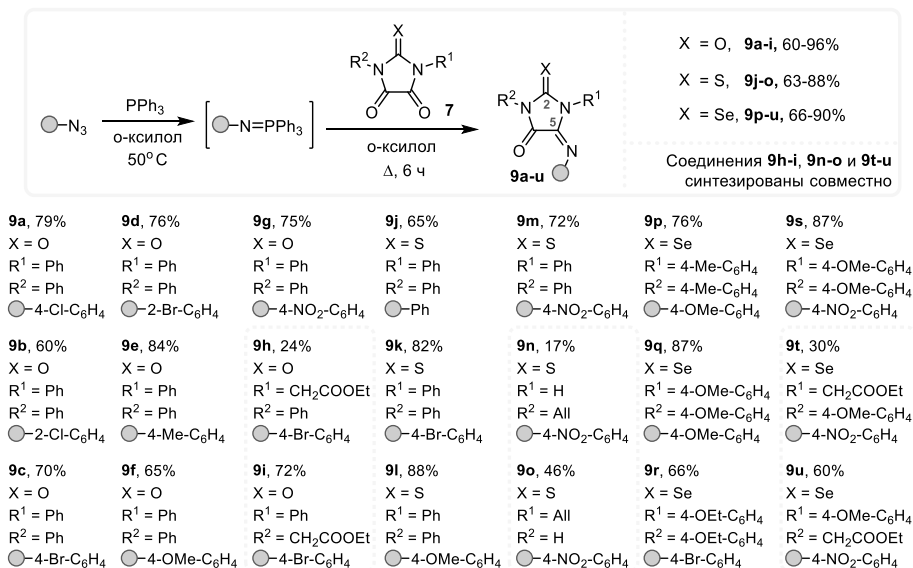 N3
PPh3
о-ксилол
50°C
N=PPh3
X
R2
N
N
R1
O
O
7
о-ксилол
Δ, 6 ч
X
R2
N
2
N
R1
5
O
N
9a-u
X = O, 9a-i, 60-96%
X = S, 9j-o, 63-88%
X = Se, 9p-u, 66-90%
Соединения 9h-i, 9n-o и 9t-u
синтезированы совместно
9a, 79%
X = O
R1 = Ph
R2 = Ph
4-Cl-C6H4
9d, 76%
X = O
R1 = Ph
R2 = Ph
2-Br-C6H4
9g, 75%
X = O
R1 = Ph
R2 = Ph
4-NO2-C6H4
9j, 65%
X = S
R1 = Ph
R2 = Ph
Ph
9m, 72%
X = S
R1 = Ph
R2 = Ph
4-NO2-C6H4
9p, 76%
X = Se
R1 = 4-Me-C6H4
R2 = 4-Me-C6H4
4-OMe-C6H4
9s, 87%
X = Se
R1 = 4-OMe-C6H4
R2 = 4-OMe-C6H4
4-NO2-C6H4
9b, 60%
X = O
R1 = Ph
R2 = Ph
2-Cl-C6H4
9e, 84%
X = O
R1 = Ph
R2 = Ph
4-Me-C6H4
9h, 24%
X = O
R1 = CH2COOEt
R2 = Ph
4-Br-C6H4
9k, 82%
X = S
R1 = Ph
R2 = Ph
4-Br-C6H4
9n, 17%
X = S
R1 = H
R2 = All
4-NO2-C6H4
9q, 87%
X = Se
R1 = 4-OMe-C6H4
R2 = 4-OMe-C6H4
4-OMe-C6H4
9t, 30%
X = Se
R1 = CH2COOEt
R2 = 4-OMe-C6H4
4-NO2-C6H4
9c, 70%
X = O
R1 = Ph
R2 = Ph
4-Br-C6H4
9f, 65%
X = O
R1 = Ph
R2 = Ph
4-OMe-C6H4
9i, 72%
X = O
R1 = Ph
R2 = CH2COOEt
4-Br-C6H4
9l, 88%
X = S
R1 = Ph
R2 = Ph
4-OMe-C6H4
9o, 46%
X = S
R1 = All
R2 = H
4-NO2-C6H4
9r, 66%
X = Se
R1 = 4-OEt-C6H4
R2 = 4-OEt-C6H4
4-Br-C6H4
9u, 60%
X = Se
R1 = 4-OMe-C6H4
R2 = CH2COOEt
4-NO2-C6H4